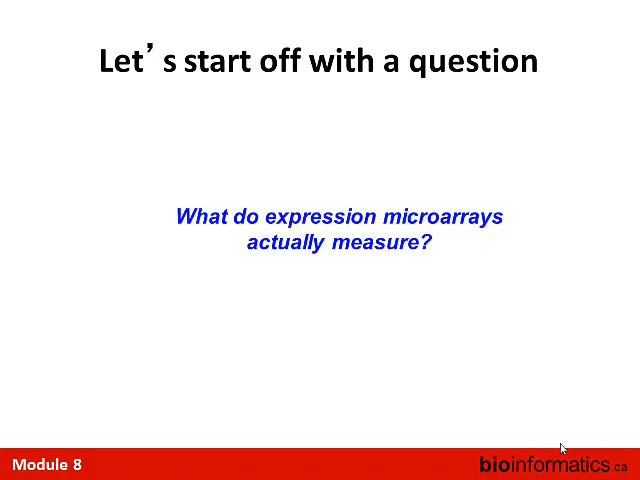 Let’s start off with a question
What do expression microarrays
actually measure?
Module 8
bioinformatics.ca